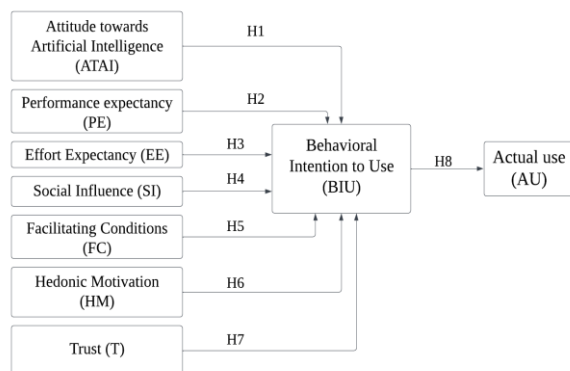 Attitude towards
Artificial Intelligence
(ATAI)
H1
Performance expectancy
(PE)
H2
Effort Expectancy (EE)
H3
Social Influence (SI)
H4
Facilitating Conditions
(FC)
H5
Hedonic Motivation
(HM)
H6
Trust (T)
H7
Behavioral
Intention to Use
(BIU)
H8
Actual use
(AU)